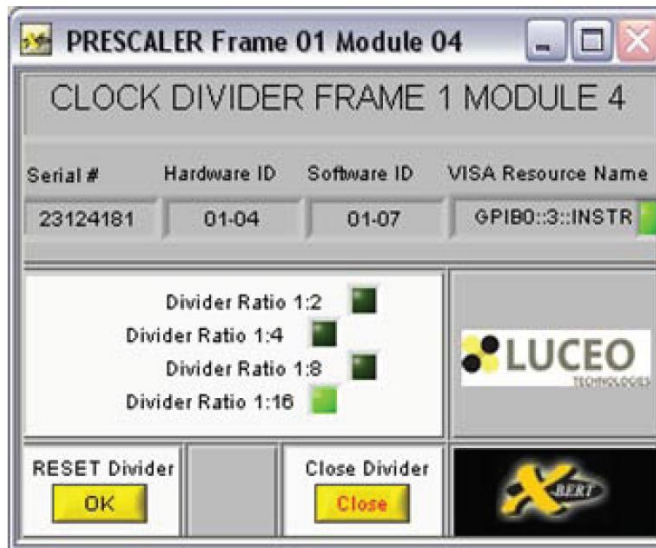 PRESCALER Frame 01 Module 04
CLOCK DIVIDER FRAME 1 MODULE 4
Serial # Hardware ID Software ID VISA Resource Name
23124181 01-04 01-07 GPIB0::3::INSTR
Divider Ratio 1:2
Divider Ratio 1:4
Divider Ratio 1:8
Divider Ratio 1:16
LUCEO
TECHNOLOGIES
RESET Divider Close Divider
OK Close
XBERT